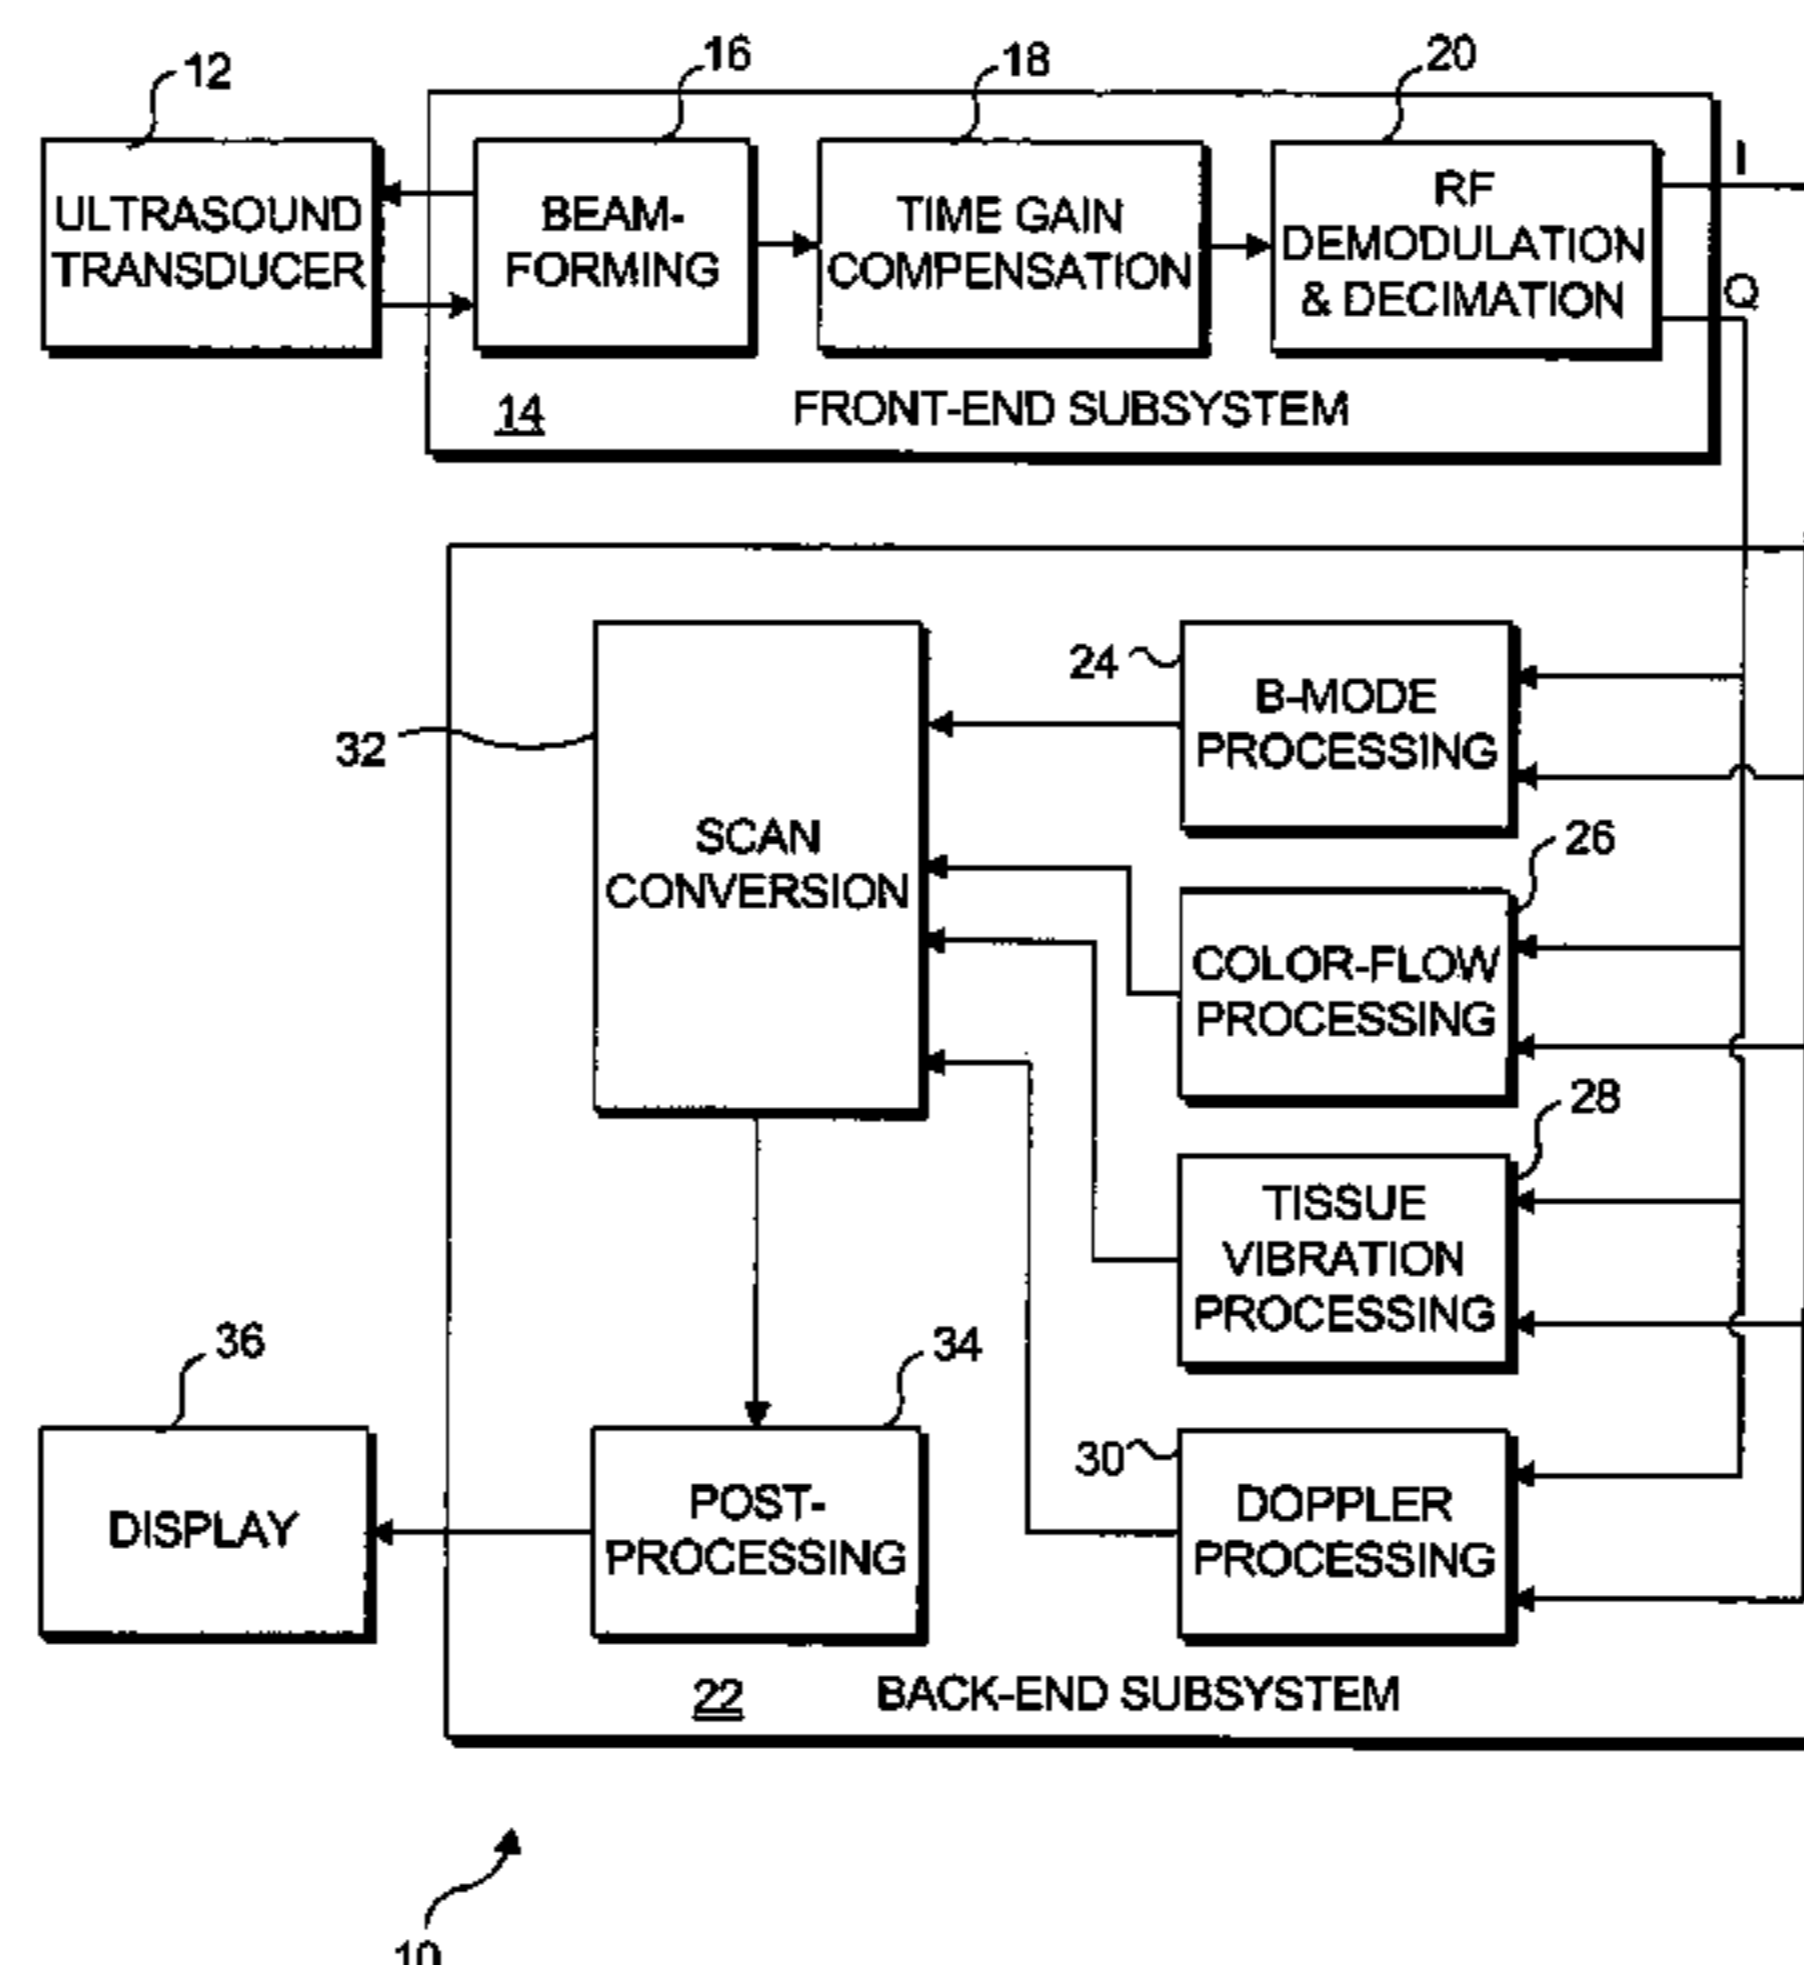 12
16
18
20
ULTRASOUND
TRANSDUCER
BEAM-
FORMING
TIME GAIN
COMPENSATION
RF
DEMODULATION
& DECIMATION
I
Q
14
FRONT-END SUBSYSTEM
24
B-MODE
PROCESSING
32
SCAN
CONVERSION
26
COLOR-FLOW
PROCESSING
28
TISSUE
VIBRATION
PROCESSING
36
34
30
DISPLAY
POST-
PROCESSING
DOPPLER
PROCESSING
22
BACK-END SUBSYSTEM
10